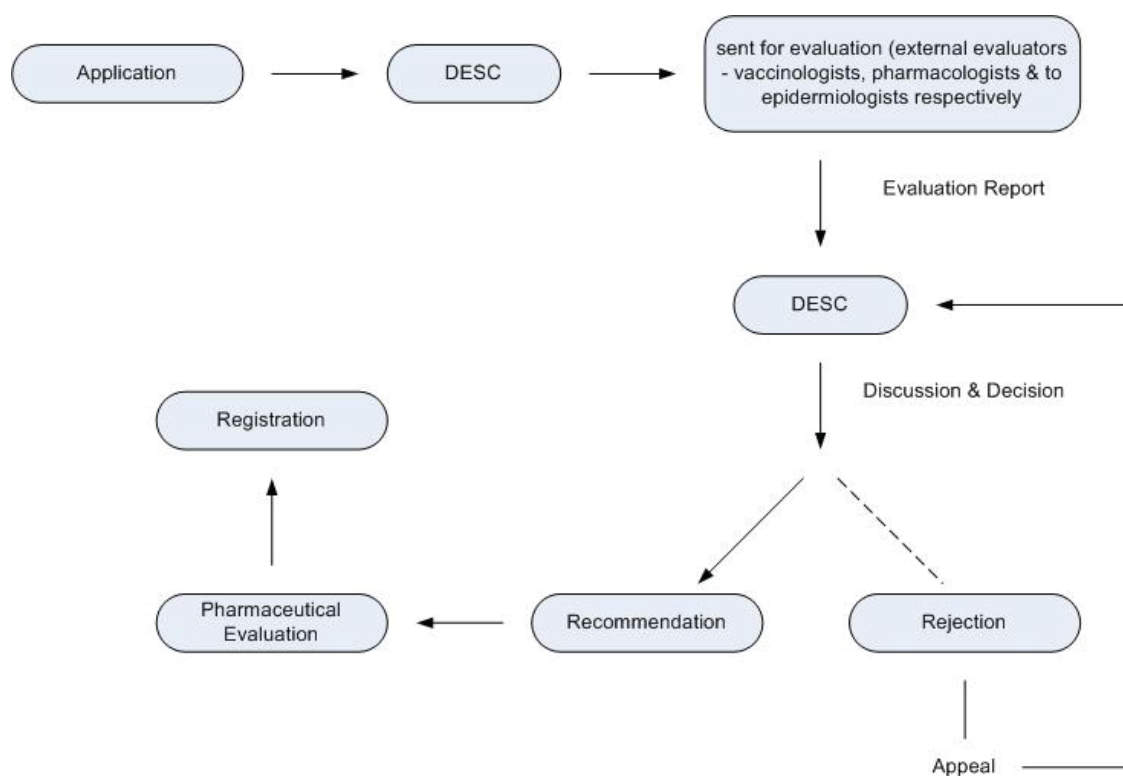 Application
DESC
sent for evaluation (external evaluators
- vaccinologists, pharmacologists & to
epidermiologists respectively
Evaluation Report
DESC
Discussion & Decision
Registration
Pharmaceutical
Evaluation
Recommendation
Rejection
Appeal